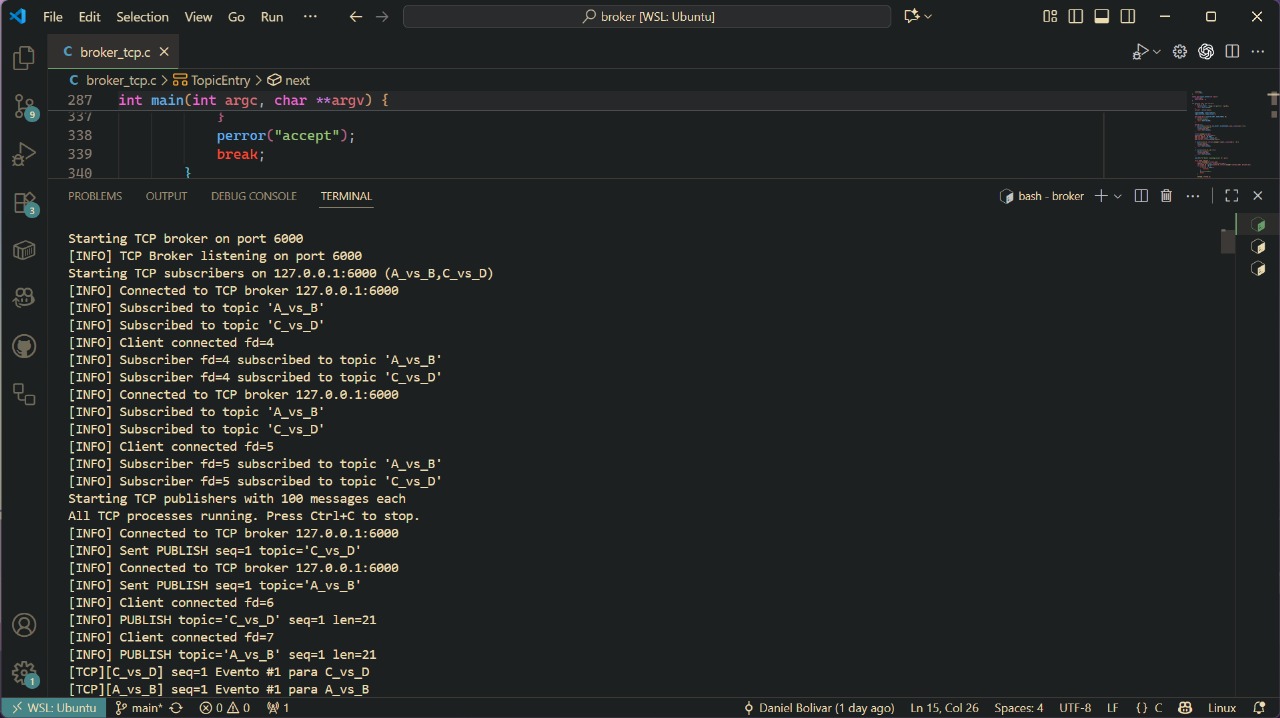 File Edit Selection View Go Run ··· broker [WSL: Ubuntu]
C broker_tcp.c
C broker_tcp.c > TopicEntry > next
287 int main(int argc, char **argv) {
337 }
338 perror("accept");
339 break;
340 }
9
3
1
PROBLEMS OUTPUT DEBUG CONSOLE TERMINAL bash - broker
Starting TCP broker on port 6000
[INFO] TCP Broker listening on port 6000
Starting TCP subscribers on 127.0.0.1:6000 (A_vs_B,C_vs_D)
[INFO] Connected to TCP broker 127.0.0.1:6000
[INFO] Subscribed to topic 'A_vs_B'
[INFO] Subscribed to topic 'C_vs_D'
[INFO] Client connected fd=4
[INFO] Subscriber fd=4 subscribed to topic 'A_vs_B'
[INFO] Subscriber fd=4 subscribed to topic 'C_vs_D'
[INFO] Connected to TCP broker 127.0.0.1:6000
[INFO] Subscribed to topic 'A_vs_B'
[INFO] Subscribed to topic 'C_vs_D'
[INFO] Client connected fd=5
[INFO] Subscriber fd=5 subscribed to topic 'A_vs_B'
[INFO] Subscriber fd=5 subscribed to topic 'C_vs_D'
Starting TCP publishers with 100 messages each
All TCP processes running. Press Ctrl+C to stop.
[INFO] Connected to TCP broker 127.0.0.1:6000
[INFO] Sent PUBLISH seq=1 topic='C_vs_D'
[INFO] Connected to TCP broker 127.0.0.1:6000
[INFO] Sent PUBLISH seq=1 topic='A_vs_B'
[INFO] Client connected fd=6
[INFO] PUBLISH topic='C_vs_D' seq=1 len=21
[INFO] Client connected fd=7
[INFO] PUBLISH topic='A_vs_B' seq=1 len=21
[TCP][C_vs_D] seq=1 Evento #1 para C_vs_D
[TCP][A_vs_B] seq=1 Evento #1 para A_vs_B
WSL: Ubuntu main* 0 0 1 Daniel Bolivar (1 day ago) Ln 15, Col 26 Spaces: 4 UTF-8 LF {} C Linux